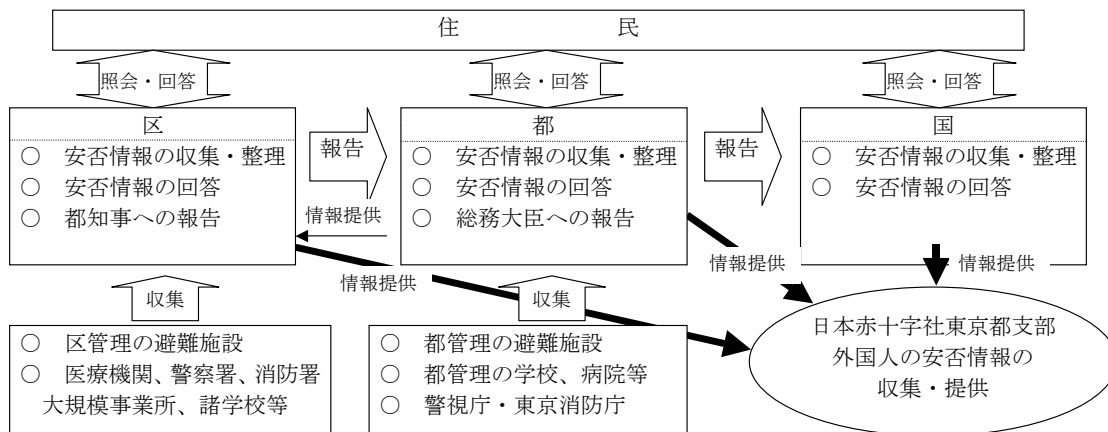 住　　　　　民
照会・回答
照会・回答
照会・回答
区
○　安否情報の収集・整理
○　安否情報の回答
○　都知事への報告
報告
都
○　安否情報の収集・整理
○　安否情報の回答
○　総務大臣への報告
報告
国
○　安否情報の収集・整理
○　安否情報の回答
情報提供
情報提供
情報提供
情報提供
収集
収集
○　区管理の避難施設
○　医療機関、警察署、消防署
大規模事業所、諸学校等
○　都管理の避難施設
○　都管理の学校、病院等
○　警視庁・東京消防庁
日本赤十字社東京都支部
外国人の安否情報の
収集・提供